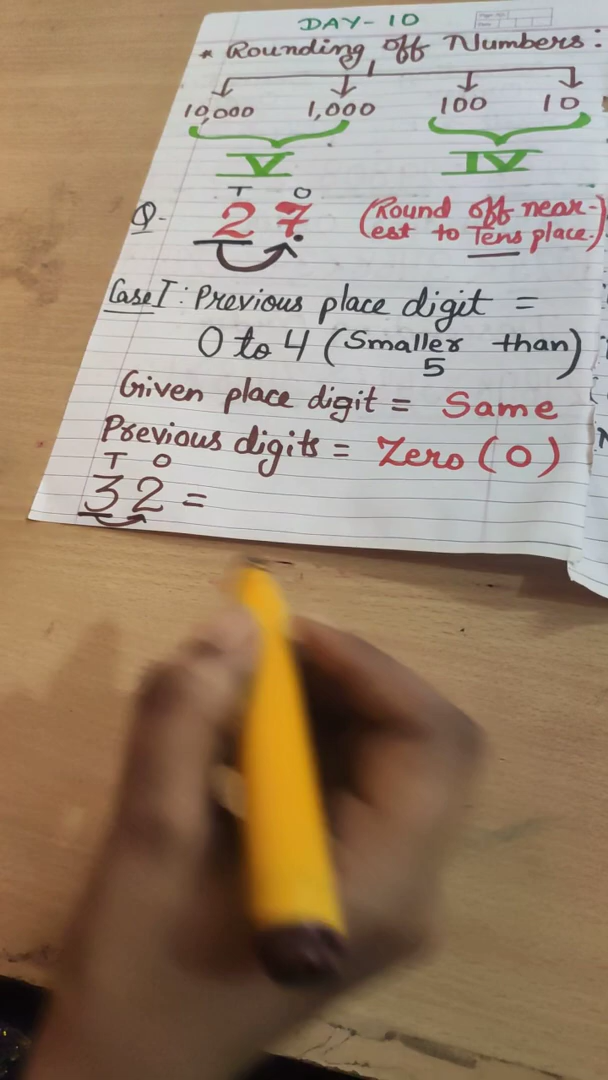 DAY-10
* Rounding off Numbers:
10,000 1,000 100 10
V IV
T O
Q- 27 (Round off near-
est to Tens place.)
Case I: Previous place digit =
0 to 4 (Smaller than)
5
Given place digit = Same
Previous digits = Zero (0)
T O
32 =